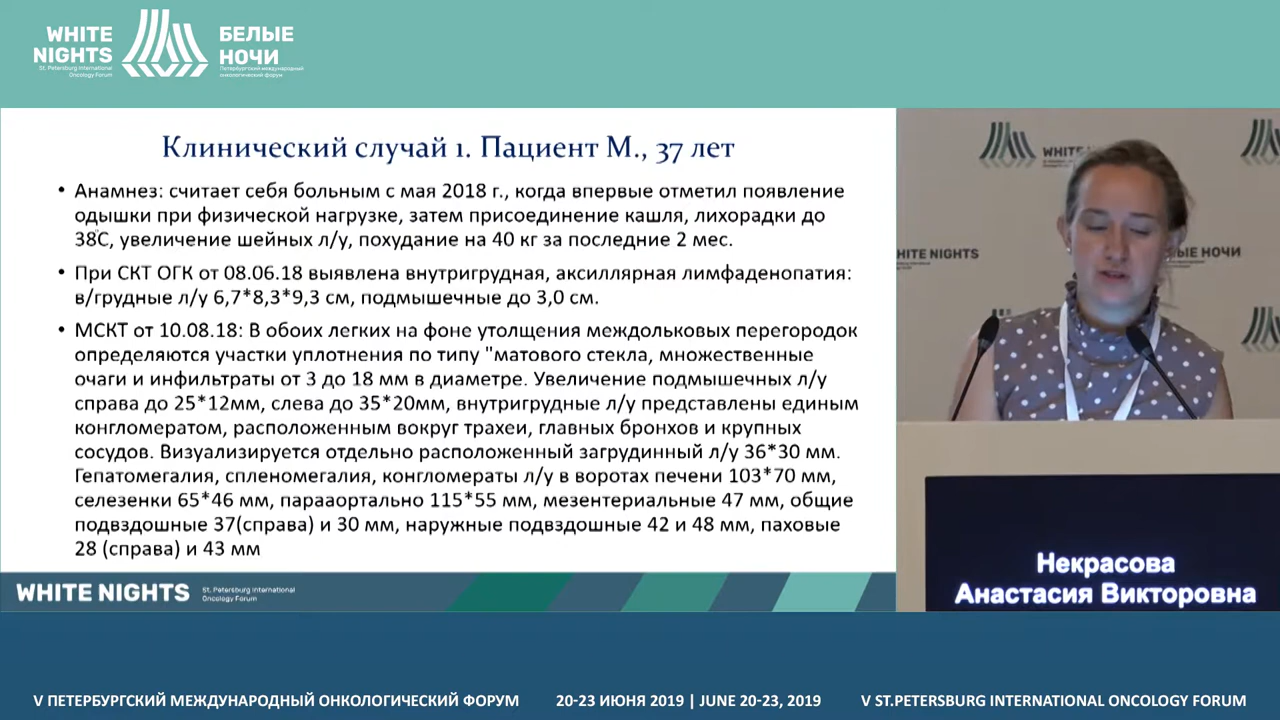 WHITE NIGHTS
St. Petersburg International Oncology Forum
БЕЛЫЕ НОЧИ
Петербургский международный онкологический форум
Клинический случай 1. Пациент М., 37 лет
• Анамнез: считает себя больным с мая 2018 г., когда впервые отметил появление
одышки при физической нагрузке, затем присоединение кашля, лихорадки до
38°С, увеличение шейных л/у, похудание на 40 кг за последние 2 мес.
• При СКТ ОГК от 08.06.18 выявлена внутригрудная, аксиллярная лимфаденопатия:
в/грудные л/у 6,7*8,3*9,3 см, подмышечные до 3,0 см.
• МСКТ от 10.08.18: В обоих легких на фоне утолщения междольковых перегородок
определяются участки уплотнения по типу "матового стекла, множественные
очаги и инфильтраты от 3 до 18 мм в диаметре. Увеличение подмышечных л/у
справа до 25*12мм, слева до 35*20мм, внутригрудные л/у представлены единым
конгломератом, расположенным вокруг трахеи, главных бронхов и крупных
сосудов. Визуализируется отдельно расположенный загрудинный л/у 36*30 мм.
Гепатомегалия, спленомегалия, конгломераты л/у в воротах печени 103*70 мм,
селезенки 65*46 мм, парааортально 115*55 мм, мезентериальные 47 мм, общие
подвздошные 37(справа) и 30 мм, наружные подвздошные 42 и 48 мм, паховые
28 (справа) и 43 мм
WHITE NIGHTS
St. Petersburg International
Oncology Forum
WHITE NIGHTS
НОЧИ
Некрасова
Анастасия Викторовна
V ПЕТЕРБУРГСКИЙ МЕЖДУНАРОДНЫЙ ОНКОЛОГИЧЕСКИЙ ФОРУМ
20-23 ИЮНЯ 2019 | JUNE 20-23, 2019
V ST.PETERSBURG INTERNATIONAL ONCOLOGY FORUM